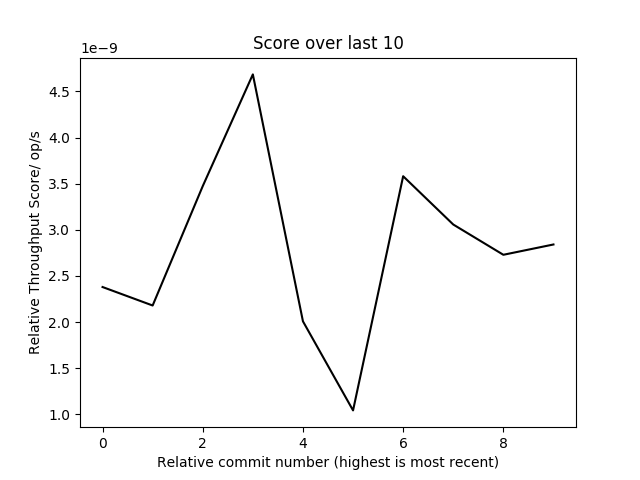 Score over last 10
1e−9
4.5
4.0
3.5
3.0
2.5
2.0
1.5
1.0
Relative Throughput Score/ op/s
0 2 4 6 8
Relative commit number (highest is most recent)